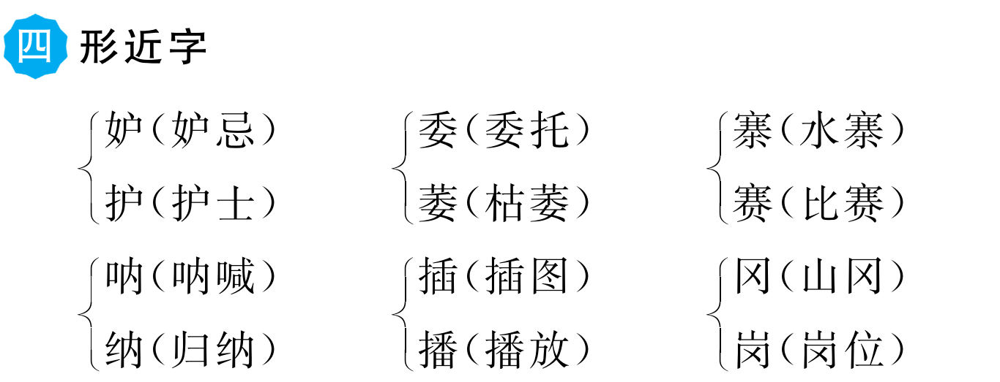 四 形近字
妒(妒忌) 委(委托) 寨(水寨)
护(护士) 萎(枯萎) 赛(比赛)
呐(呐喊) 插(插图) 冈(山冈)
纳(归纳) 播(播放) 岗(岗位)